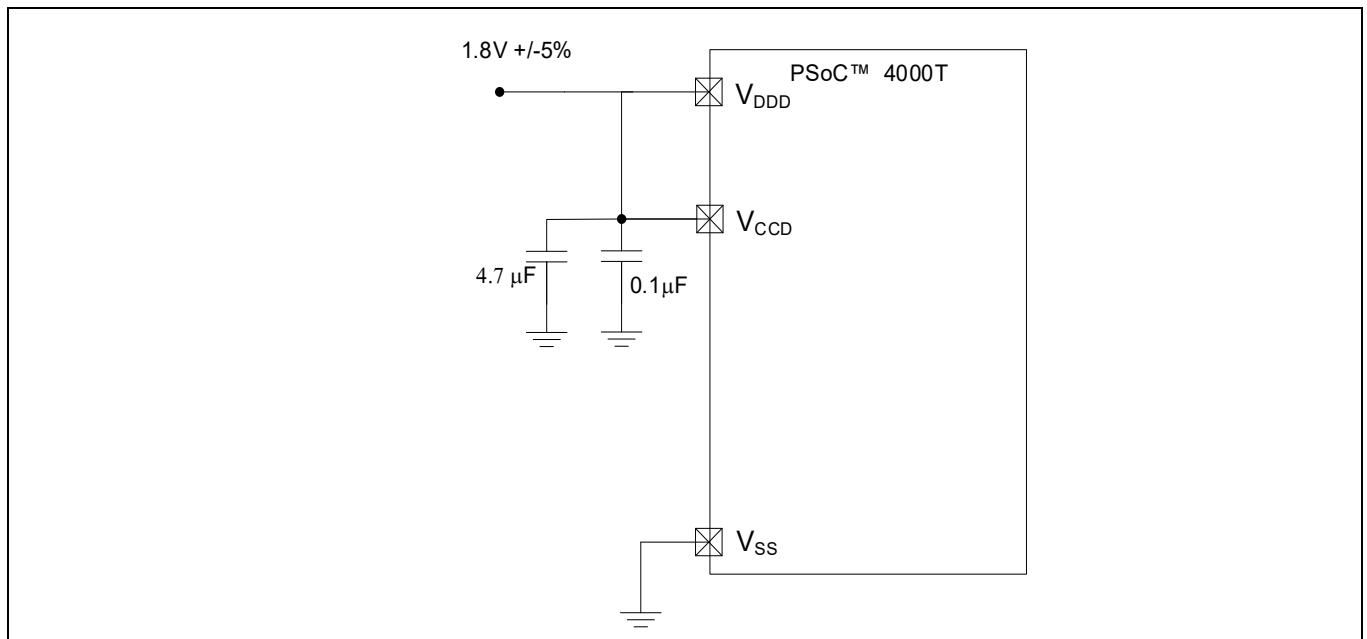 1.8V +/-5%
PSoC™ 4000T
VDDD
VCCD
4.7 μF
0.1μF
VSS